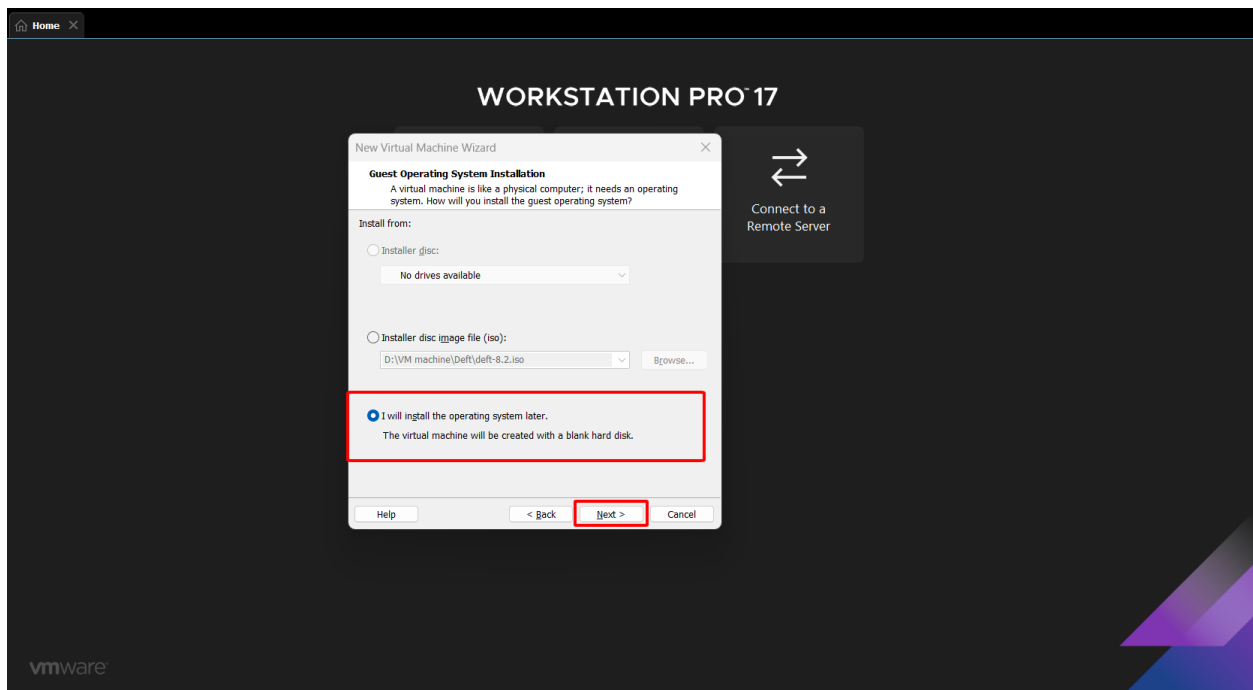 Home
WORKSTATION PRO™ 17
New Virtual Machine Wizard
Guest Operating System Installation
A virtual machine is like a physical computer; it needs an operating
system. How will you install the guest operating system?
Install from:
Installer disc:
No drives available
Installer disc image file (iso):
D:\VM machine\Deft\deft-8.2.iso
Browse...
I will install the operating system later.
The virtual machine will be created with a blank hard disk.
Help
< Back
Next >
Cancel
Connect to a
Remote Server
vmware